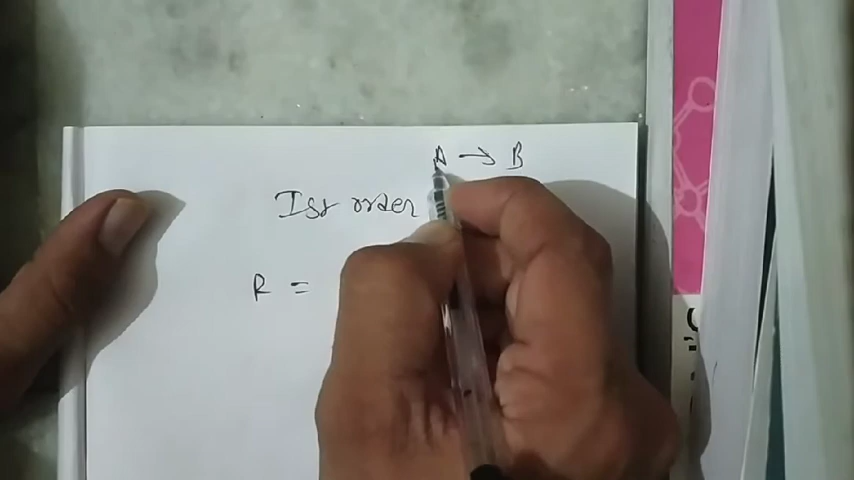 A → B
Ist order
R =